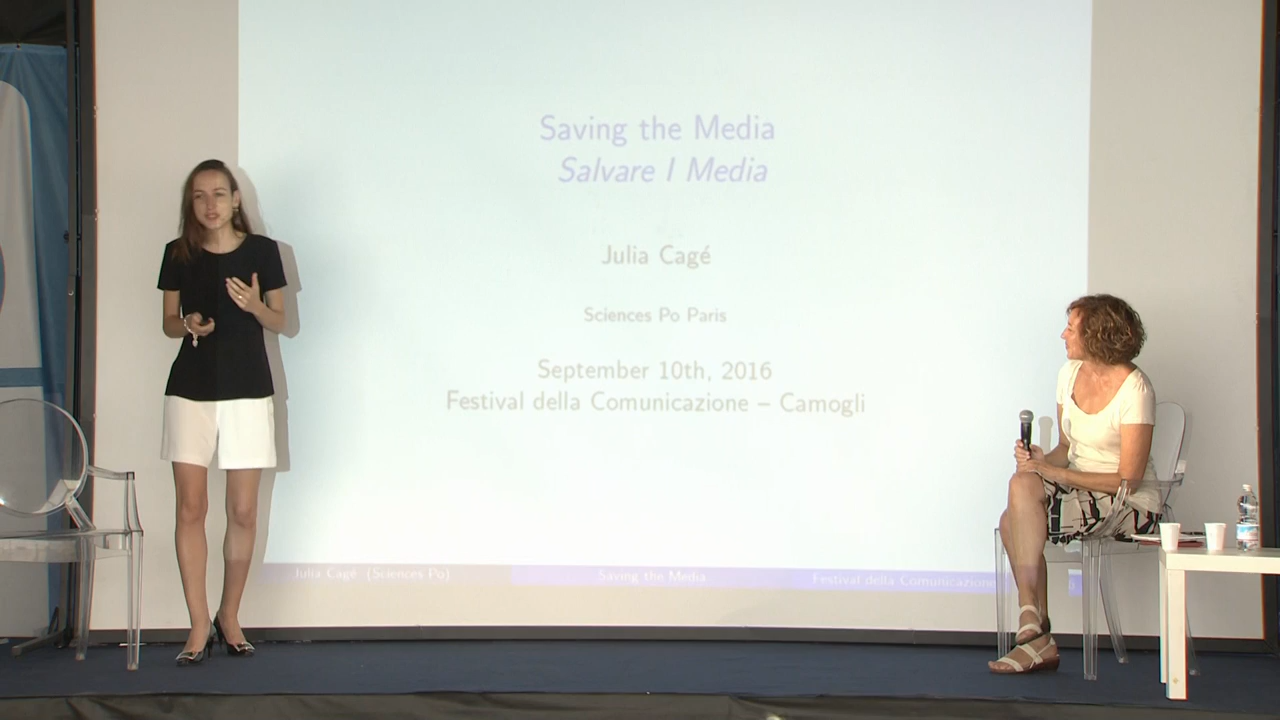 Saving the Media
Salvare I Media
Julia Cagé
Sciences Po Paris
September 10th, 2016
Festival della Comunicazione – Camogli
Julia Cagé (Sciences Po)
Saving the Media
Festival della Comunicazione